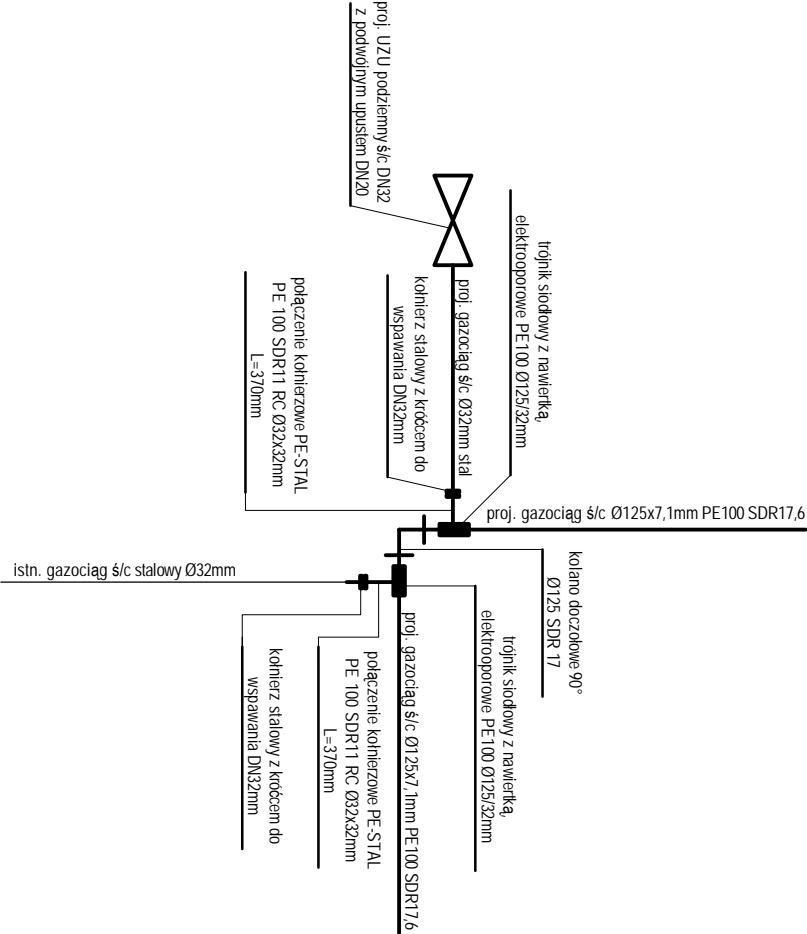 proj. UZU podziemny ś/c DN32
z podwójnym upustem DN20
trójnik siodłowy z nawiertką,
elektrooporowe PE100 Ø125/32mm
proj. gazociąg ś/c Ø32mm stal
kołnierz stalowy z króćcem do
wspawania DN32mm
połączenie kołnierzowe PE-STAL
PE 100 SDR11 RC Ø32x32mm
L=370mm
proj. gazociąg ś/c Ø125x7,1mm PE100 SDR17,6
kolano doczołowe 90°
Ø125 SDR 17
istn. gazociąg ś/c stalowy Ø32mm
trójnik siodłowy z nawiertką,
elektrooporowe PE100 Ø125/32mm
proj. gazociąg ś/c Ø125x7,1mm PE100 SDR17,6
połączenie kołnierzowe PE-STAL
PE 100 SDR11 RC Ø32x32mm
L=370mm
kołnierz stalowy z króćcem do
wspawania DN32mm